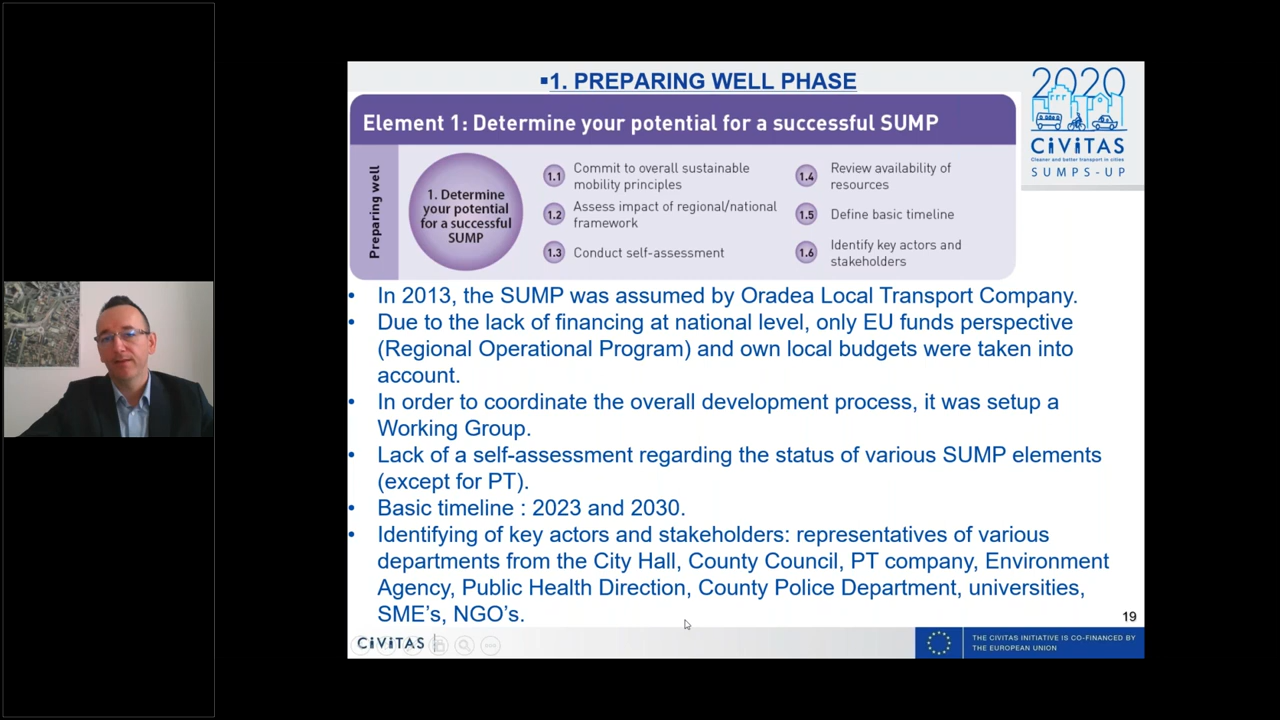 ▪1. PREPARING WELL PHASE
2020
CiViTAS
Cleaner and better transport in cities
SUMPS-UP
Element 1: Determine your potential for a successful SUMP
Preparing well
1. Determine
your potential
for a successful
SUMP
1.1 Commit to overall sustainable
mobility principles
1.2 Assess impact of regional/national
framework
1.3 Conduct self-assessment
1.4 Review availability of
resources
1.5 Define basic timeline
1.6 Identify key actors and
stakeholders
• In 2013, the SUMP was assumed by Oradea Local Transport Company.
• Due to the lack of financing at national level, only EU funds perspective
(Regional Operational Program) and own local budgets were taken into
account.
• In order to coordinate the overall development process, it was setup a
Working Group.
• Lack of a self-assessment regarding the status of various SUMP elements
(except for PT).
• Basic timeline : 2023 and 2030.
• Identifying of key actors and stakeholders: representatives of various
departments from the City Hall, County Council, PT company, Environment
Agency, Public Health Direction, County Police Department, universities,
SME’s, NGO’s.
19
CiViTAS
THE CIVITAS INITIATIVE IS CO-FINANCED BY
THE EUROPEAN UNION